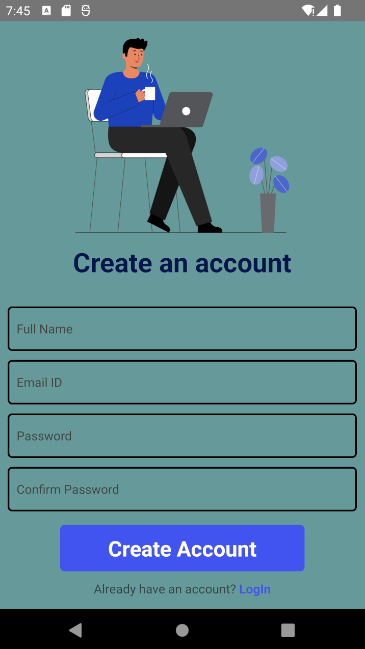 7:45
Create an account
Full Name
Email ID
Password
Confirm Password
Create Account
Already have an account? LogIn